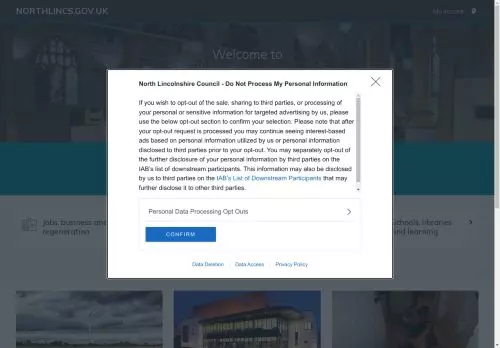 NORTHLINCS.GOV.UK
My account
Welcome to
North Lincolnshire Council - Do Not Process My Personal Information
If you wish to opt-out of the sale, sharing to third parties, or processing of
your personal or sensitive information for targeted advertising by us, please
use the below opt-out section to confirm your selection. Please note that after
your opt-out request is processed you may continue seeing interest-based
ads based on personal information utilized by us or personal information
disclosed to third parties prior to your opt-out. You may separately opt-out of
the further disclosure of your personal information by third parties on the
IAB's list of downstream participants. This information may also be disclosed
by us to third parties on the IAB's List of Downstream Participants that may
further disclose it to other third parties.
Personal Data Processing Opt Outs
CONFIRM
Data Deletion
Data Access
Privacy Policy
Jobs, business and
regeneration
Schools, libraries
and learning